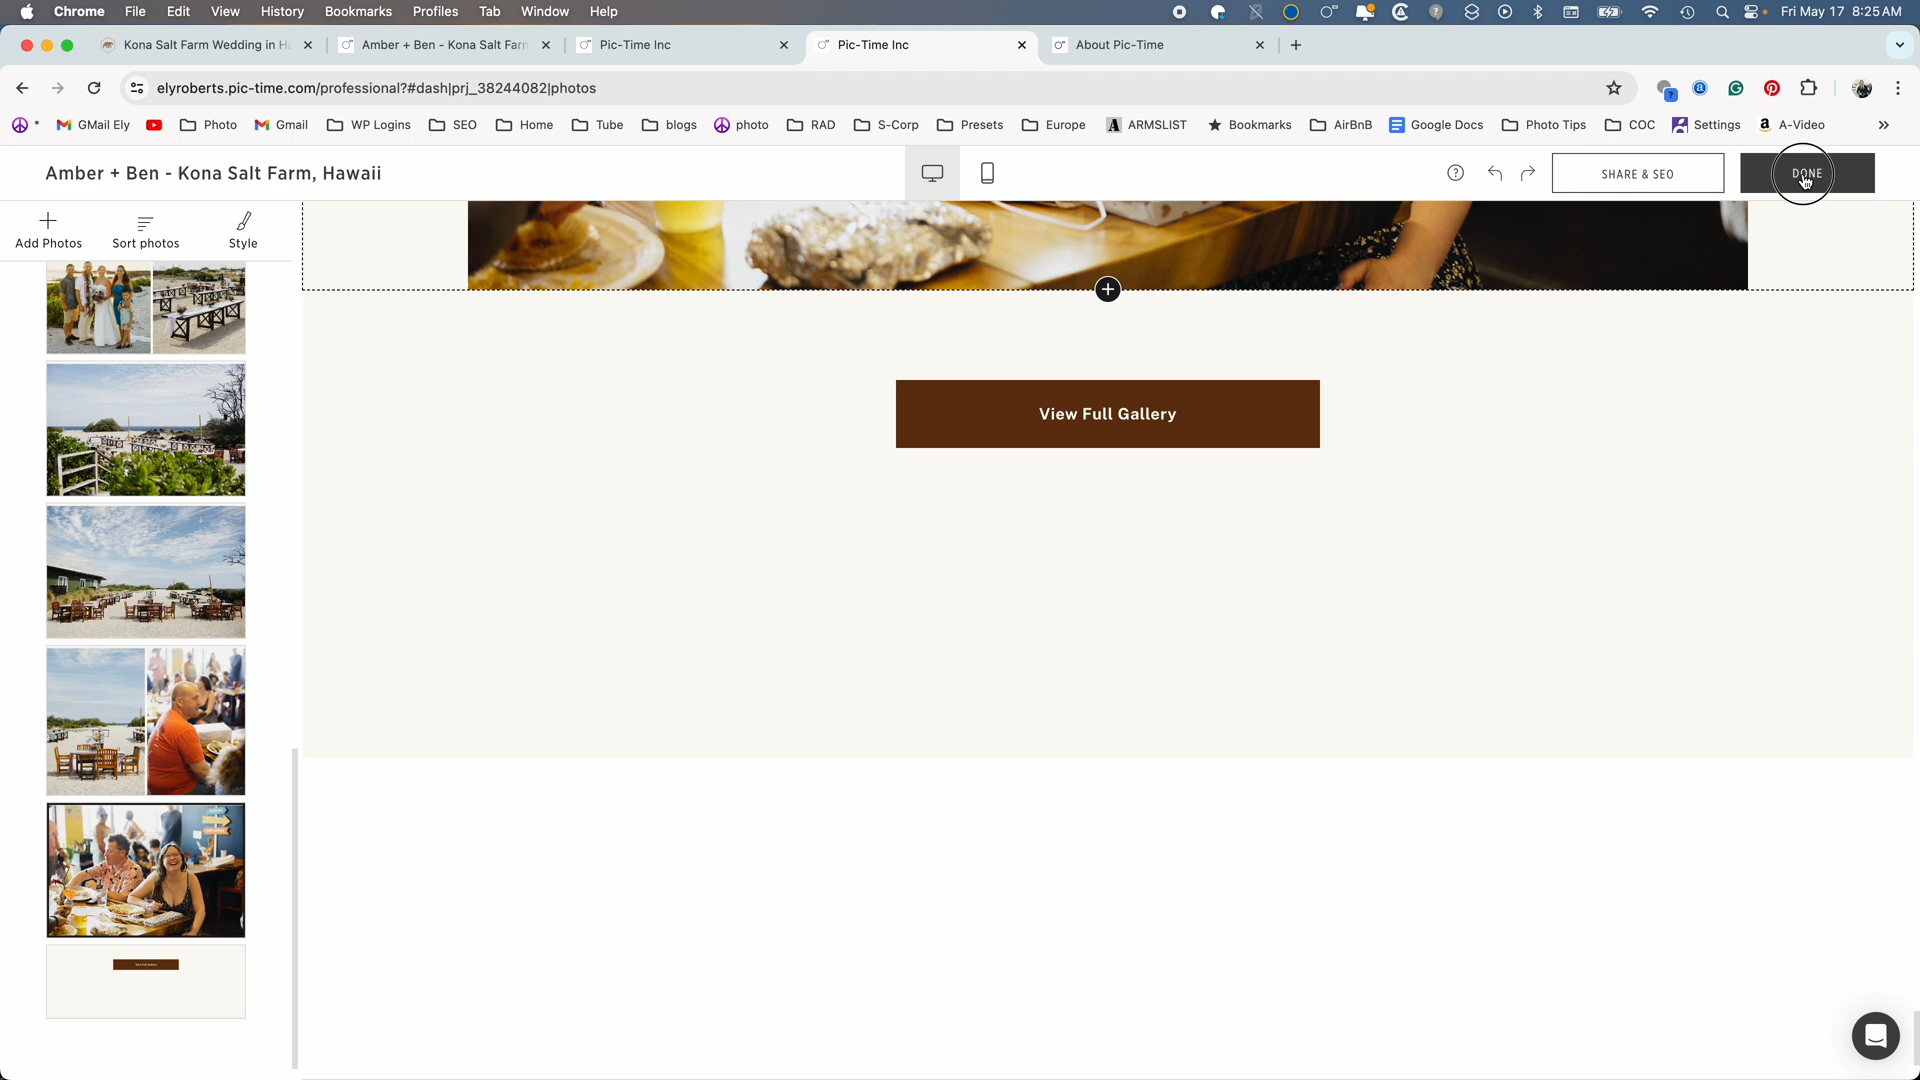 Chrome File Edit View History Bookmarks Profiles Tab Window Help
Fri May 17 8:25 AM
Kona Salt Farm Wedding in Ha
Amber + Ben - Kona Salt Farm
Pic-Time Inc
Pic-Time Inc
About Pic-Time
elyroberts.pic-time.com/professional?#dash|prj_38244082|photos
GMail Ely Photo Gmail WP Logins SEO Home Tube blogs photo RAD S-Corp Presets Europe ARMSLIST Bookmarks AirBnB Google Docs Photo Tips COC Settings A-Video
Amber + Ben - Kona Salt Farm, Hawaii
SHARE & SEO
DONE
Add Photos Sort photos Style
View Full Gallery